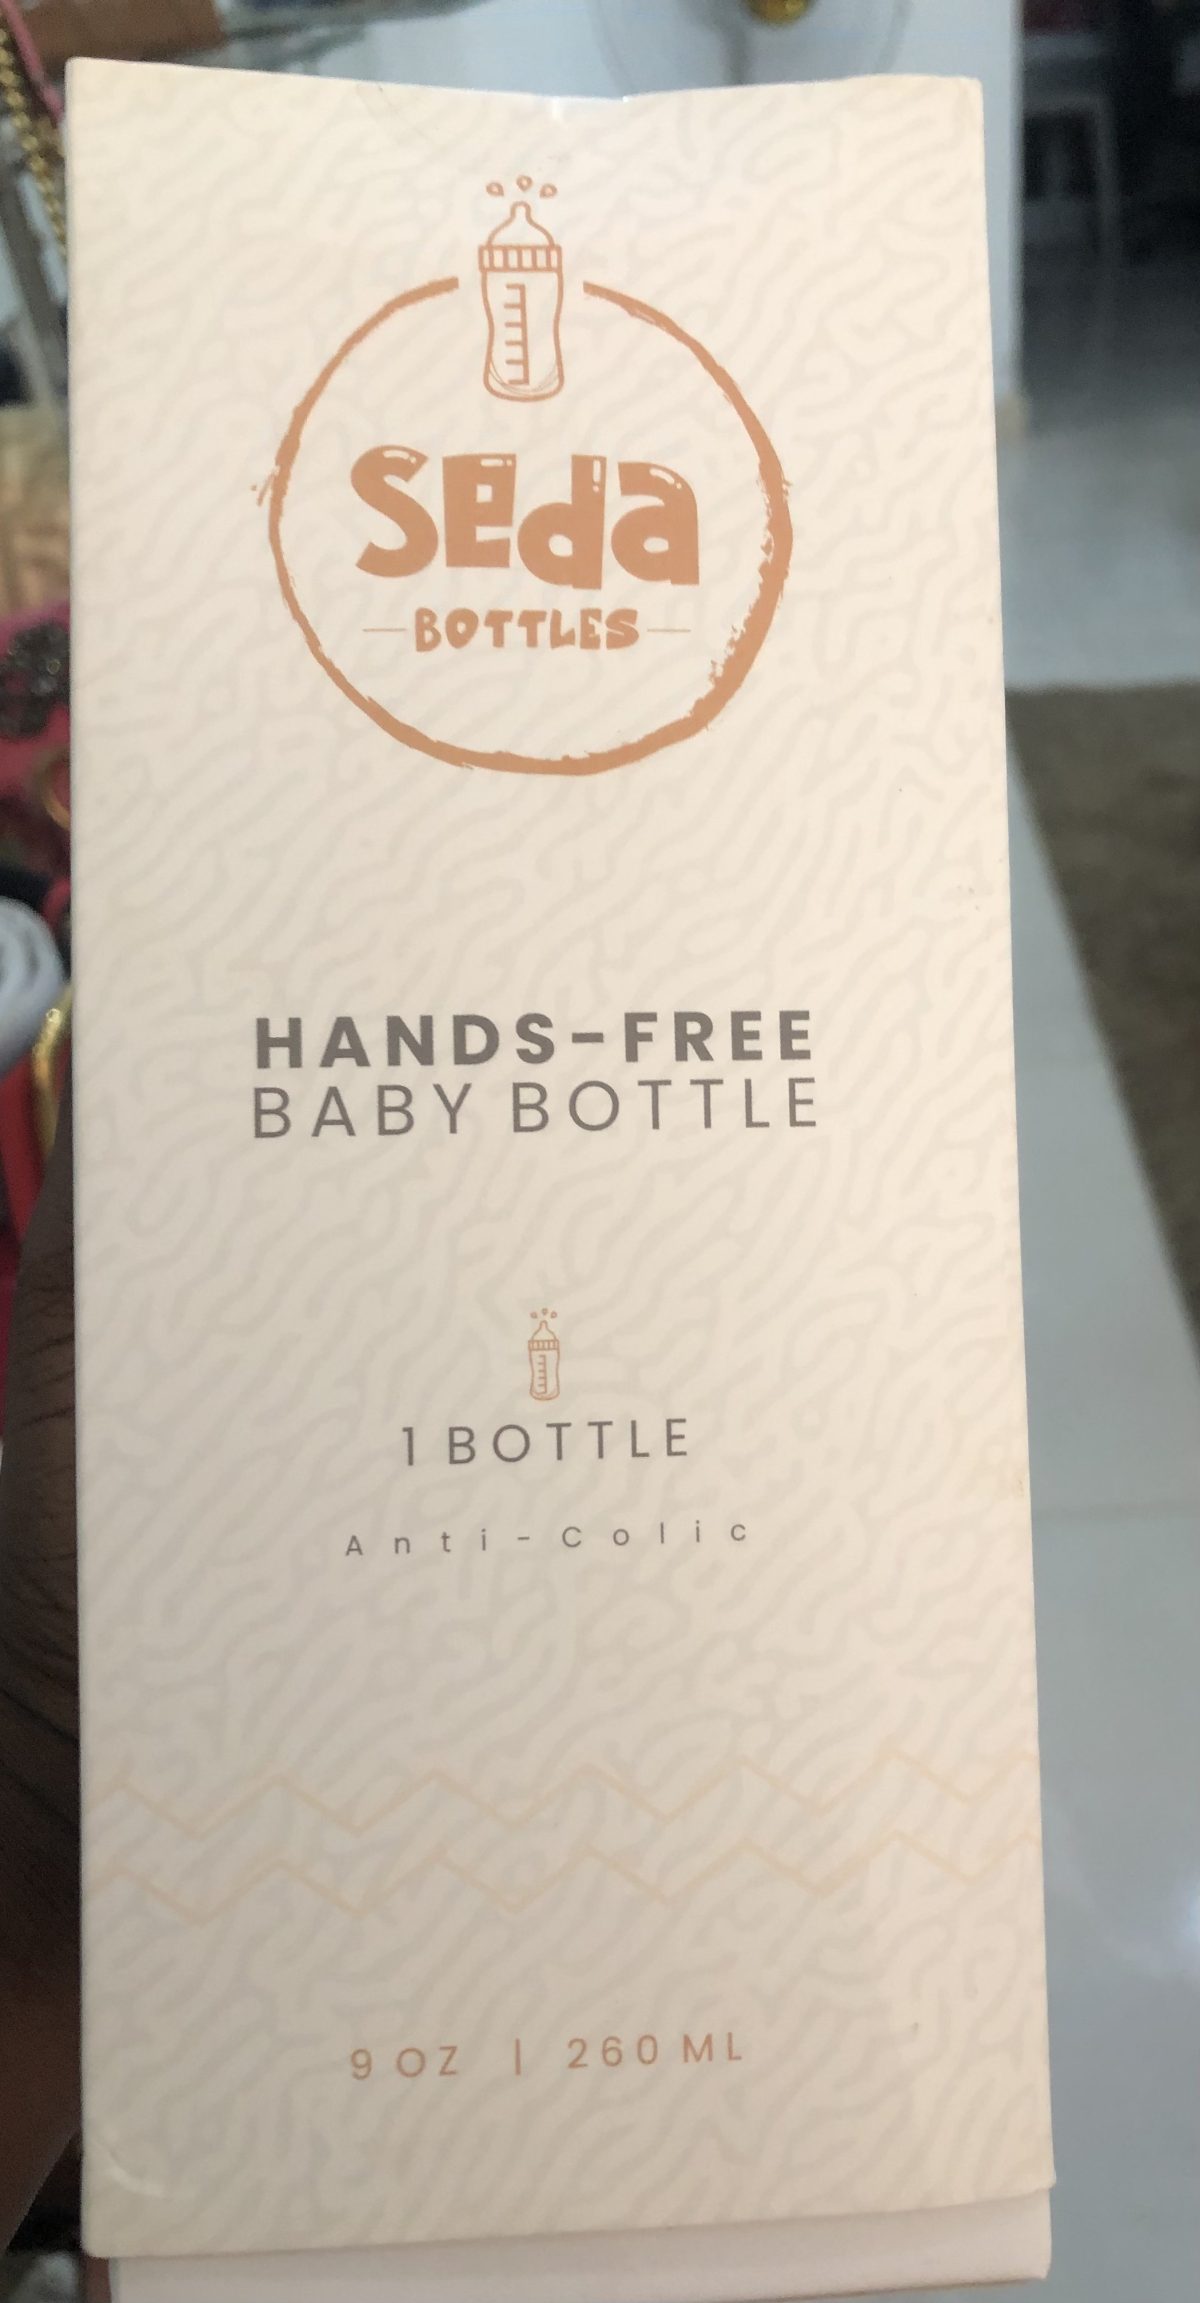 Seda
BOTTLES
HANDS-FREE
BABY BOTTLE
1 BOTTLE
Anti-Colic
9 OZ | 260 ML